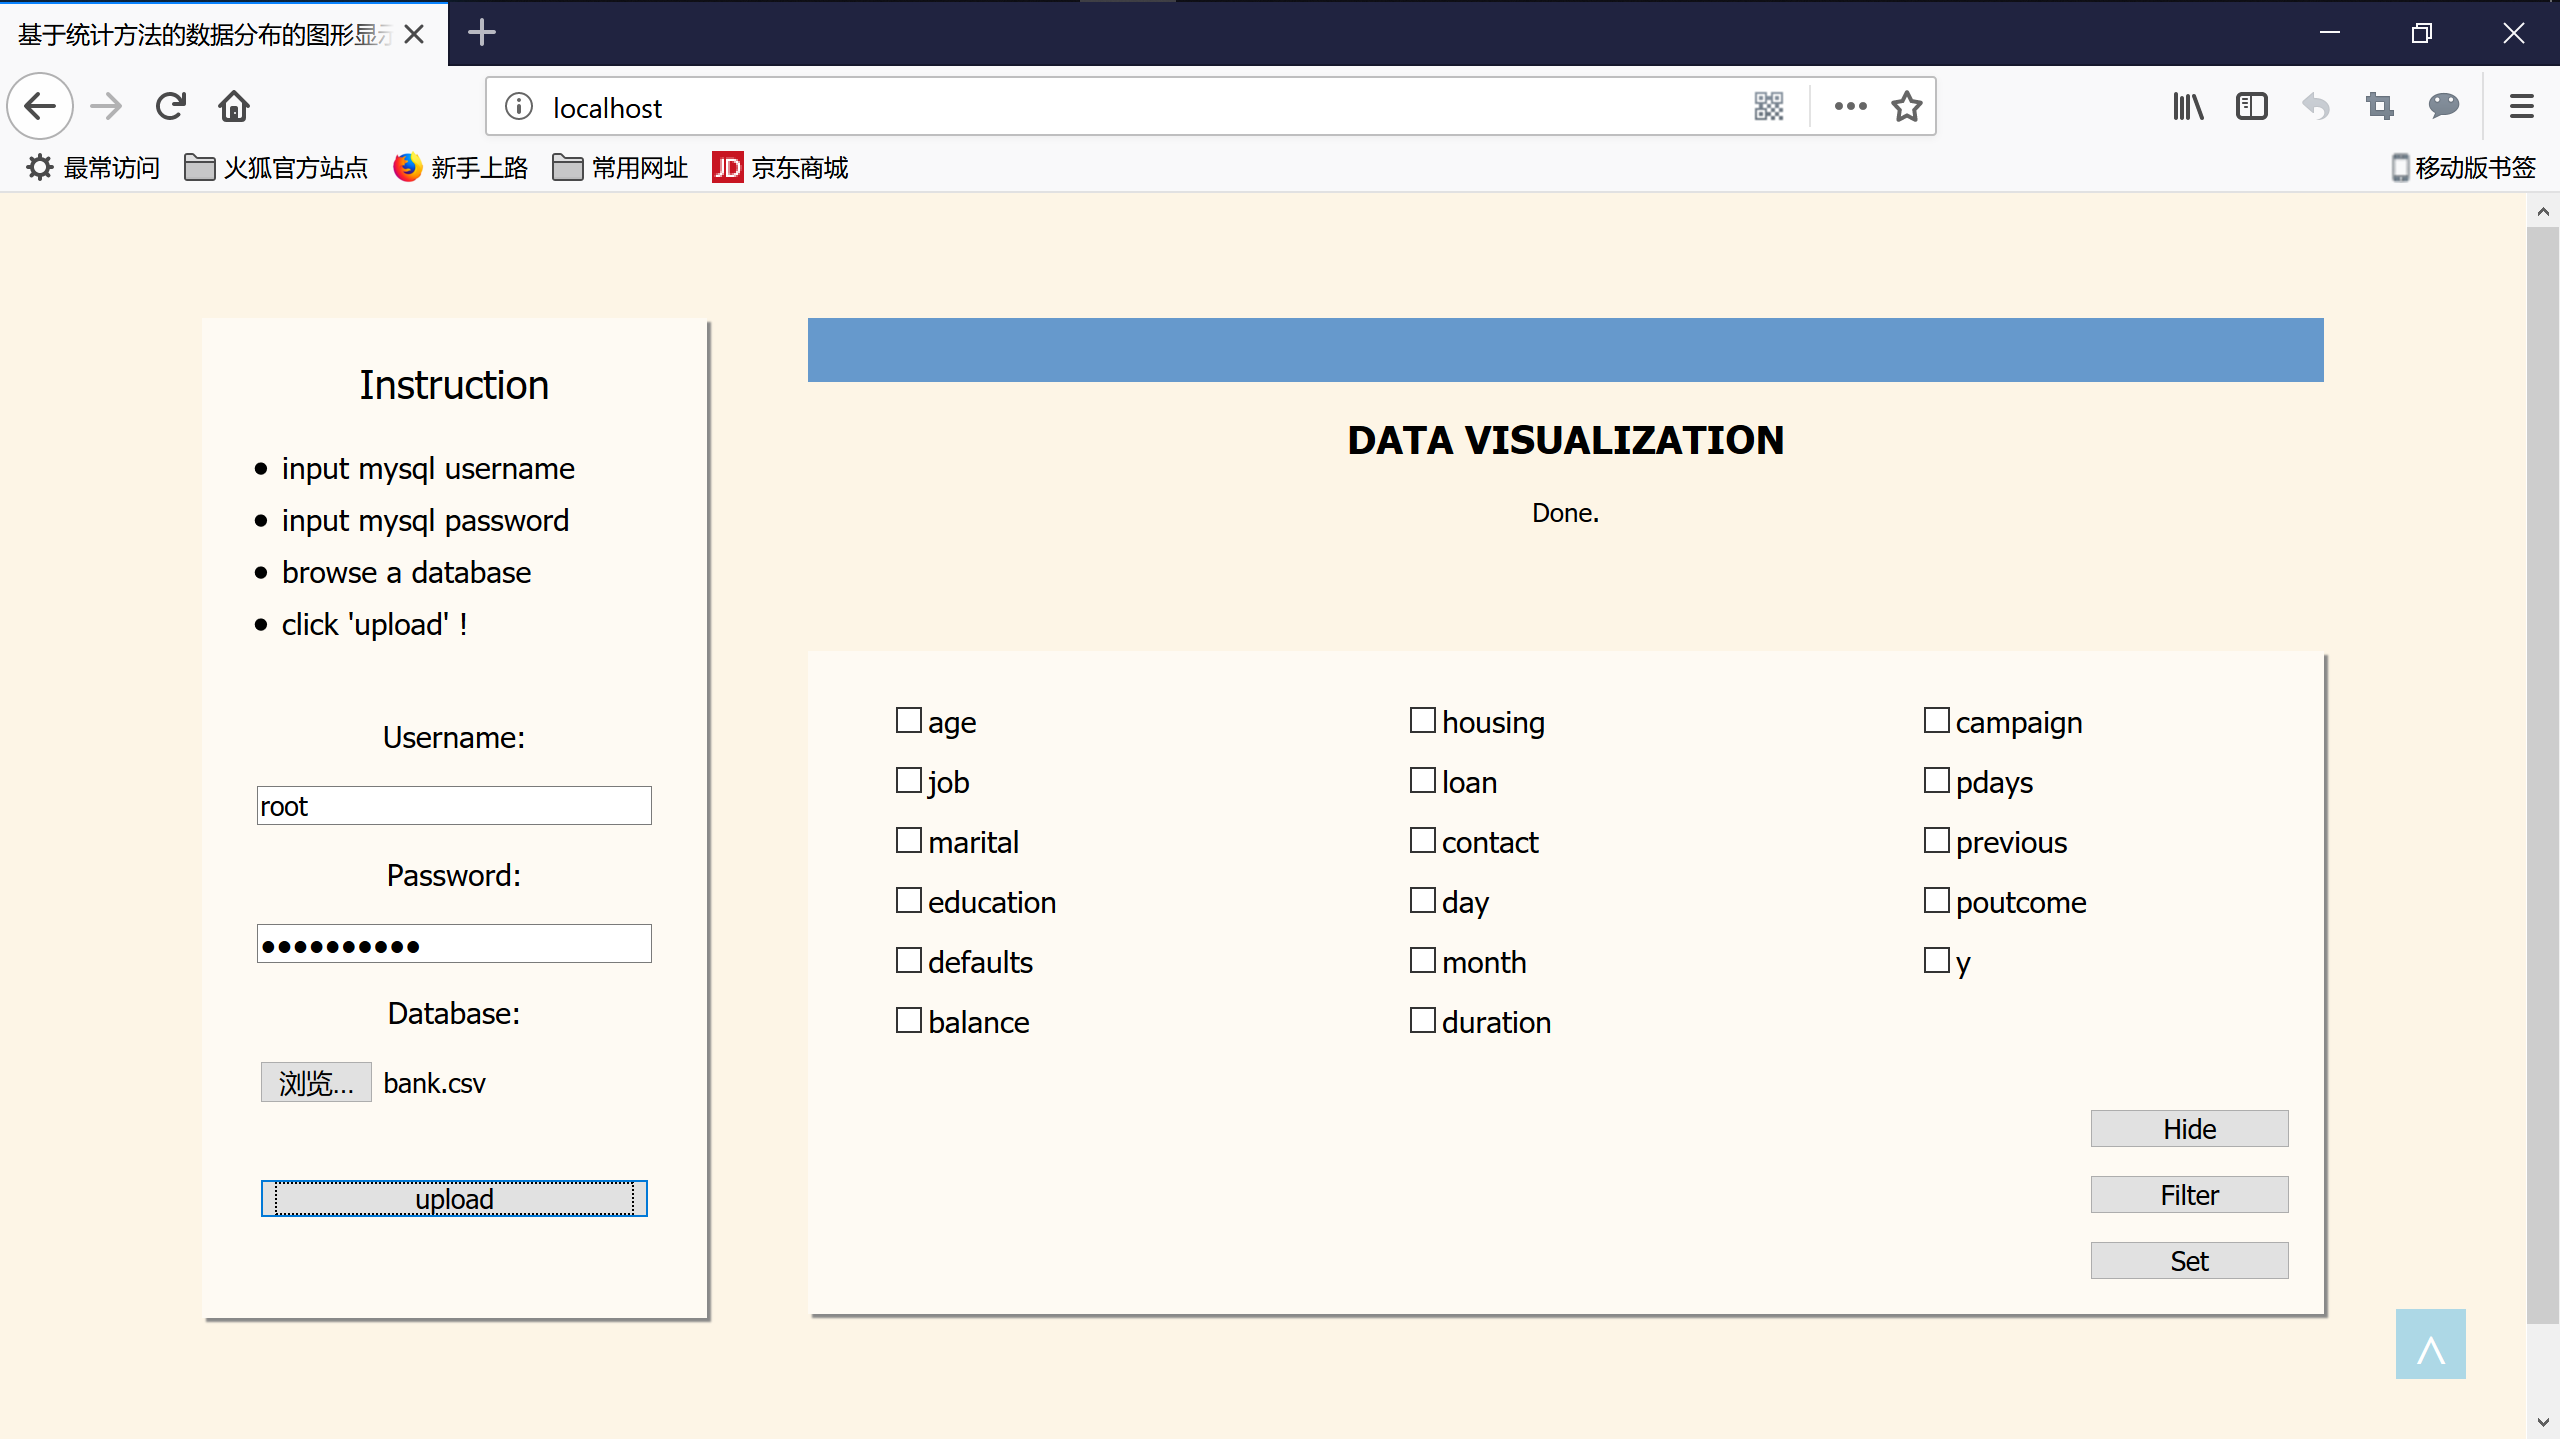 基于统计方法的数据分布的图形显示
localhost
最常访问 火狐官方站点 新手上路 常用网址 JD 京东商城 移动版书签
Instruction
input mysql username
input mysql password
browse a database
click 'upload' !
Username:
root
Password:
Database:
浏览... bank.csv
upload
DATA VISUALIZATION
Done.
age housing campaign
job loan pdays
marital contact previous
education day poutcome
defaults month y
balance duration
Hide
Filter
Set